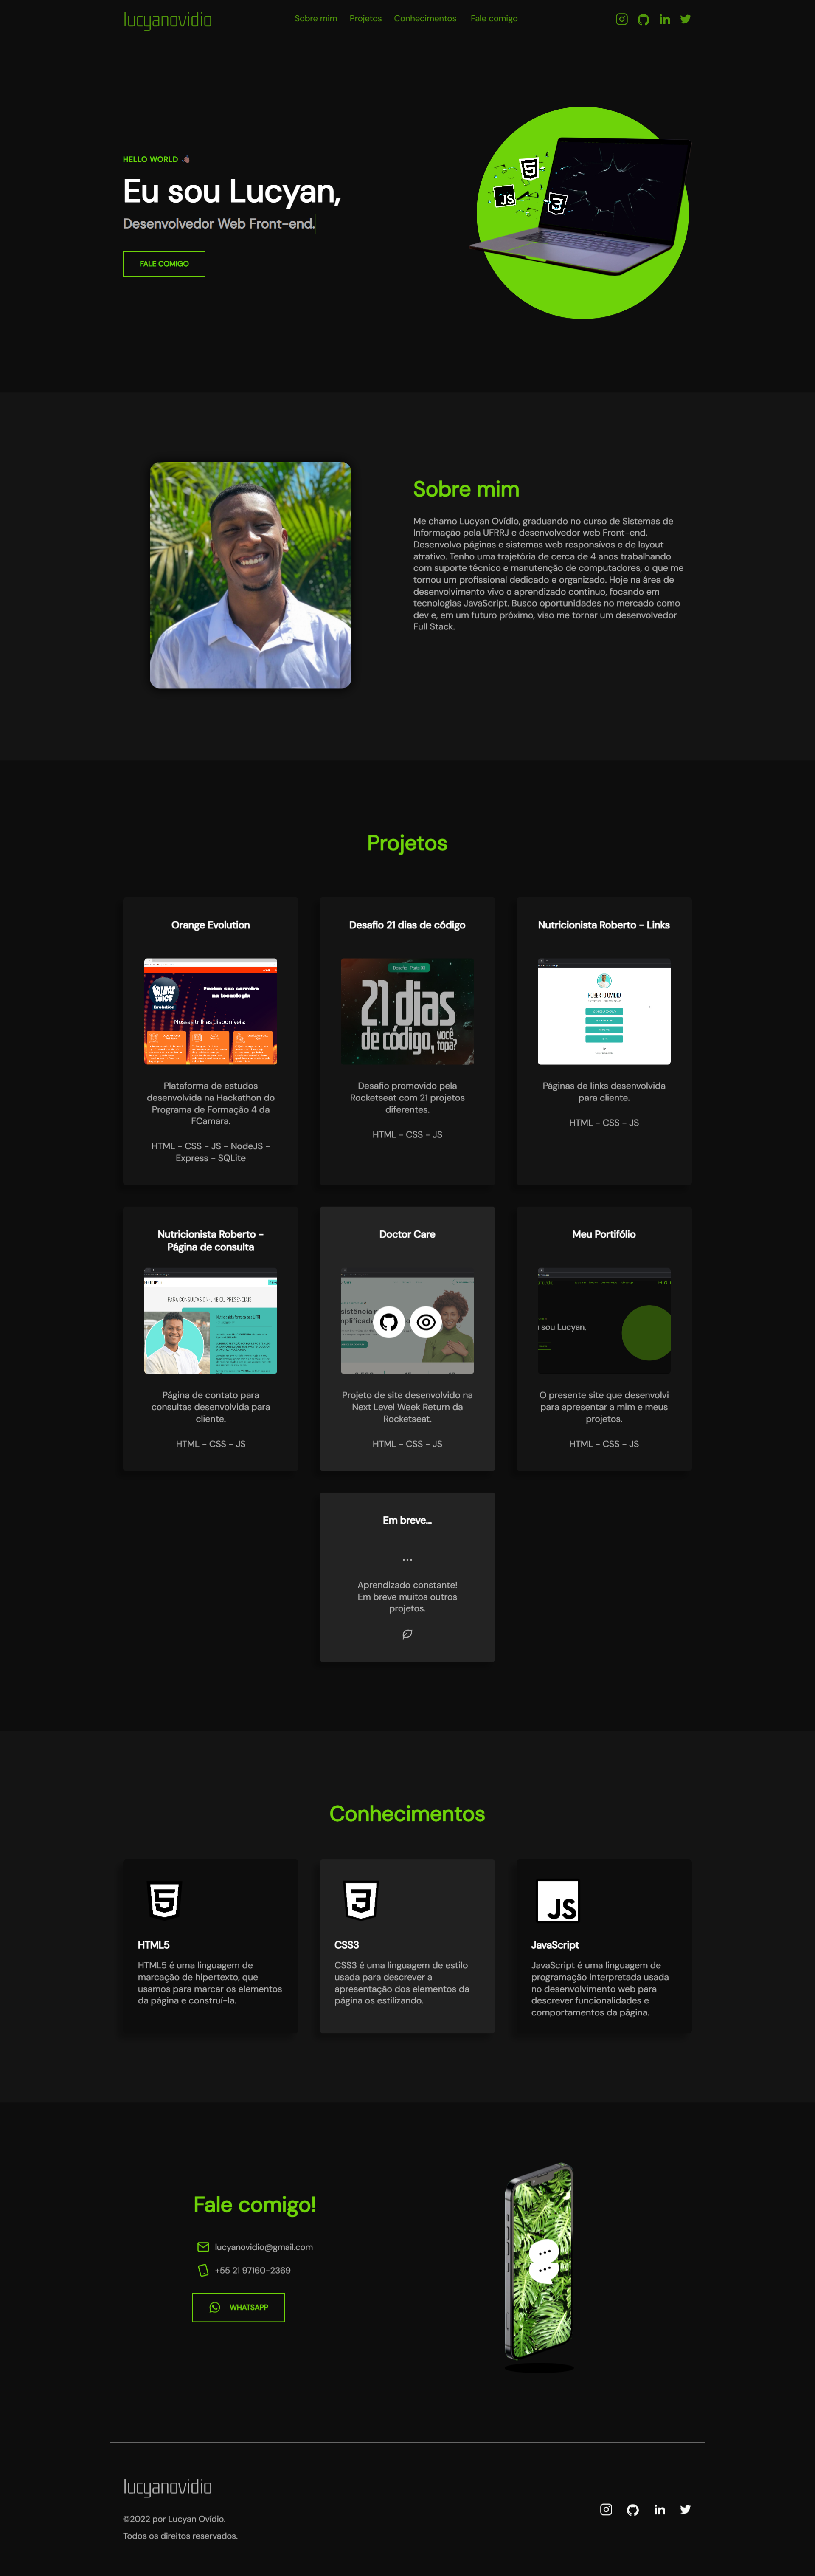 lucyanovidio
Sobre mim Projetos Conhecimentos Fale comigo
HELLO WORLD
Eu sou Lucyan,
Desenvolvedor Web Front-end.
FALE COMIGO
JS
Sobre mim
Me chamo Lucyan Ovídio, graduando no curso de Sistemas de
Informação pela UFRRJ e desenvolvedor web Front-end.
Desenvolvo páginas e sistemas web responsívos e de layout
atrativo. Tenho uma trajetória de cerca de 4 anos trabalhando
com suporte técnico e manutenção de computadores, o que me
tornou um profissional dedicado e organizado. Hoje na área de
desenvolvimento vivo o aprendizado contínuo, focando em
tecnologias JavaScript. Busco oportunidades no mercado como
dev e, em um futuro próximo, viso me tornar um desenvolvedor
Full Stack.
Projetos
Orange Evolution
Evolua sua carreira
na tecnologia
Nossas trilhas disponíveis:
Plataforma de estudos
desenvolvida na Hackathon do
Programa de Formação 4 da
FCamara.
HTML - CSS - JS - NodeJS -
Express - SQLite
Desafio 21 dias de código
21 dias
de código,
você
topa?
Desafio promovido pela
Rocketseat com 21 projetos
diferentes.
HTML - CSS - JS
Nutricionista Roberto - Links
ROBERTO OVIDIO
Páginas de links desenvolvida
para cliente.
HTML - CSS - JS
Nutricionista Roberto -
Página de consulta
PARA CONSULTAS ON-LINE OU PRESENCIAIS
Página de contato para
consultas desenvolvida para
cliente.
HTML - CSS - JS
Doctor Care
Projeto de site desenvolvido na
Next Level Week Return da
Rocketseat.
HTML - CSS - JS
Meu Portifólio
sou Lucyan,
O presente site que desenvolvi
para apresentar a mim e meus
projetos.
HTML - CSS - JS
Em breve...
...
Aprendizado constante!
Em breve muitos outros
projetos.
Conhecimentos
5
HTML5
HTML5 é uma linguagem de
marcação de hipertexto, que
usamos para marcar os elementos
da página e construí-la.
3
CSS3
CSS3 é uma linguagem de estilo
usada para descrever a
apresentação dos elementos da
página os estilizando.
JS
JavaScript
JavaScript é uma linguagem de
programação interpretada usada
no desenvolvimento web para
descrever funcionalidades e
comportamentos da página.
Fale comigo!
lucyanovidio@gmail.com
+55 21 97160-2369
WHATSAPP
lucyanovidio
©2022 por Lucyan Ovídio.
Todos os direitos reservados.